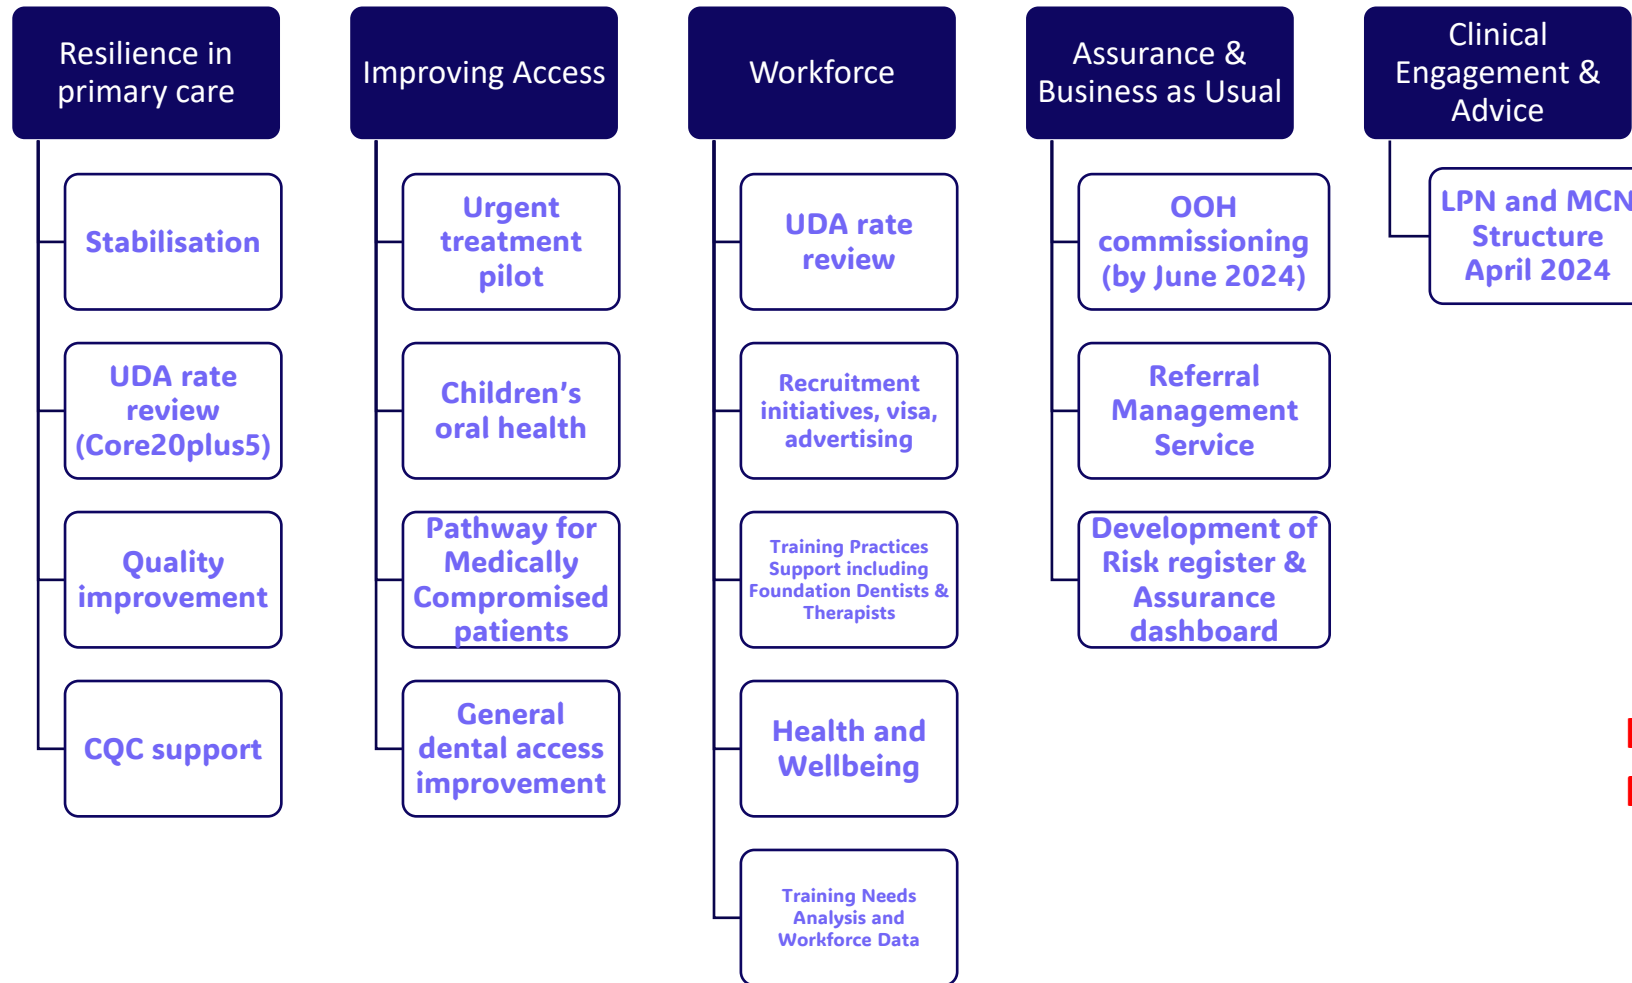 Resilience in
primary care
Stabilisation
UDA rate
review
(Core20plus5)
Quality
improvement
CQC support
Improving Access
Urgent
treatment
pilot
Children's
oral health
Pathway for
Medically
Compromised
patients
General
dental access
improvement
Workforce
UDA rate
review
Recruitment
initiatives, visa,
advertising
Training Practices
Support including
Foundation Dentists &
Therapists
Health and
Wellbeing
Training Needs
Analysis and
Workforce Data
Assurance &
Business as Usual
OOH
commissioning
(by June 2024)
Referral
Management
Service
Development of
Risk register &
Assurance
dashboard
Clinical
Engagement &
Advice
LPN and MCN
Structure
April 2024